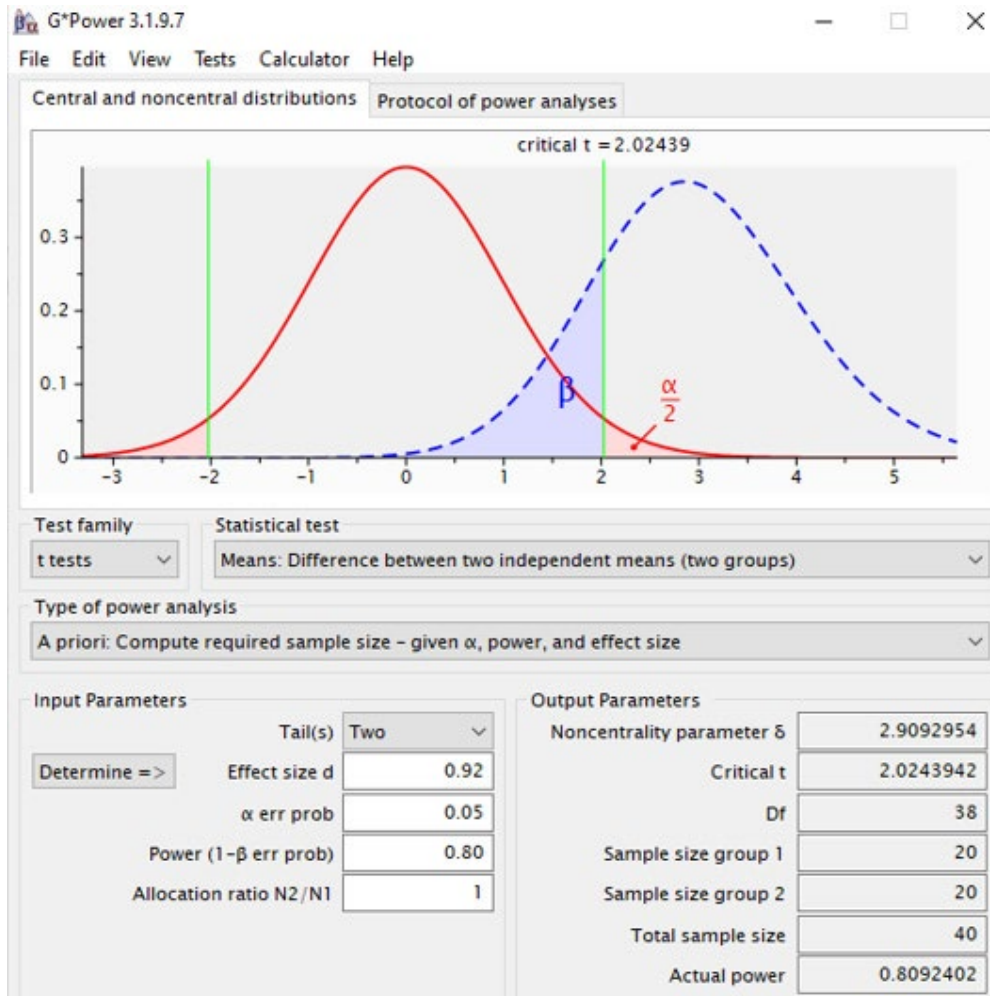 βα G*Power 3.1.9.7
File Edit View Tests Calculator Help
Central and noncentral distributions Protocol of power analyses
critical t = 2.02439
0.3
0.2
β
α
2
0.1
0
-3 -2 -1 0 1 2 3 4 5
Test family Statistical test
t tests Means: Difference between two independent means (two groups)
Type of power analysis
A priori: Compute required sample size – given α, power, and effect size
Input Parameters Output Parameters
Tail(s) Two Noncentrality parameter δ 2.9092954
Determine => Effect size d 0.92 Critical t 2.0243942
α err prob 0.05 Df 38
Power (1-β err prob) 0.80 Sample size group 1 20
Allocation ratio N2/N1 1 Sample size group 2 20
Total sample size 40
Actual power 0.8092402